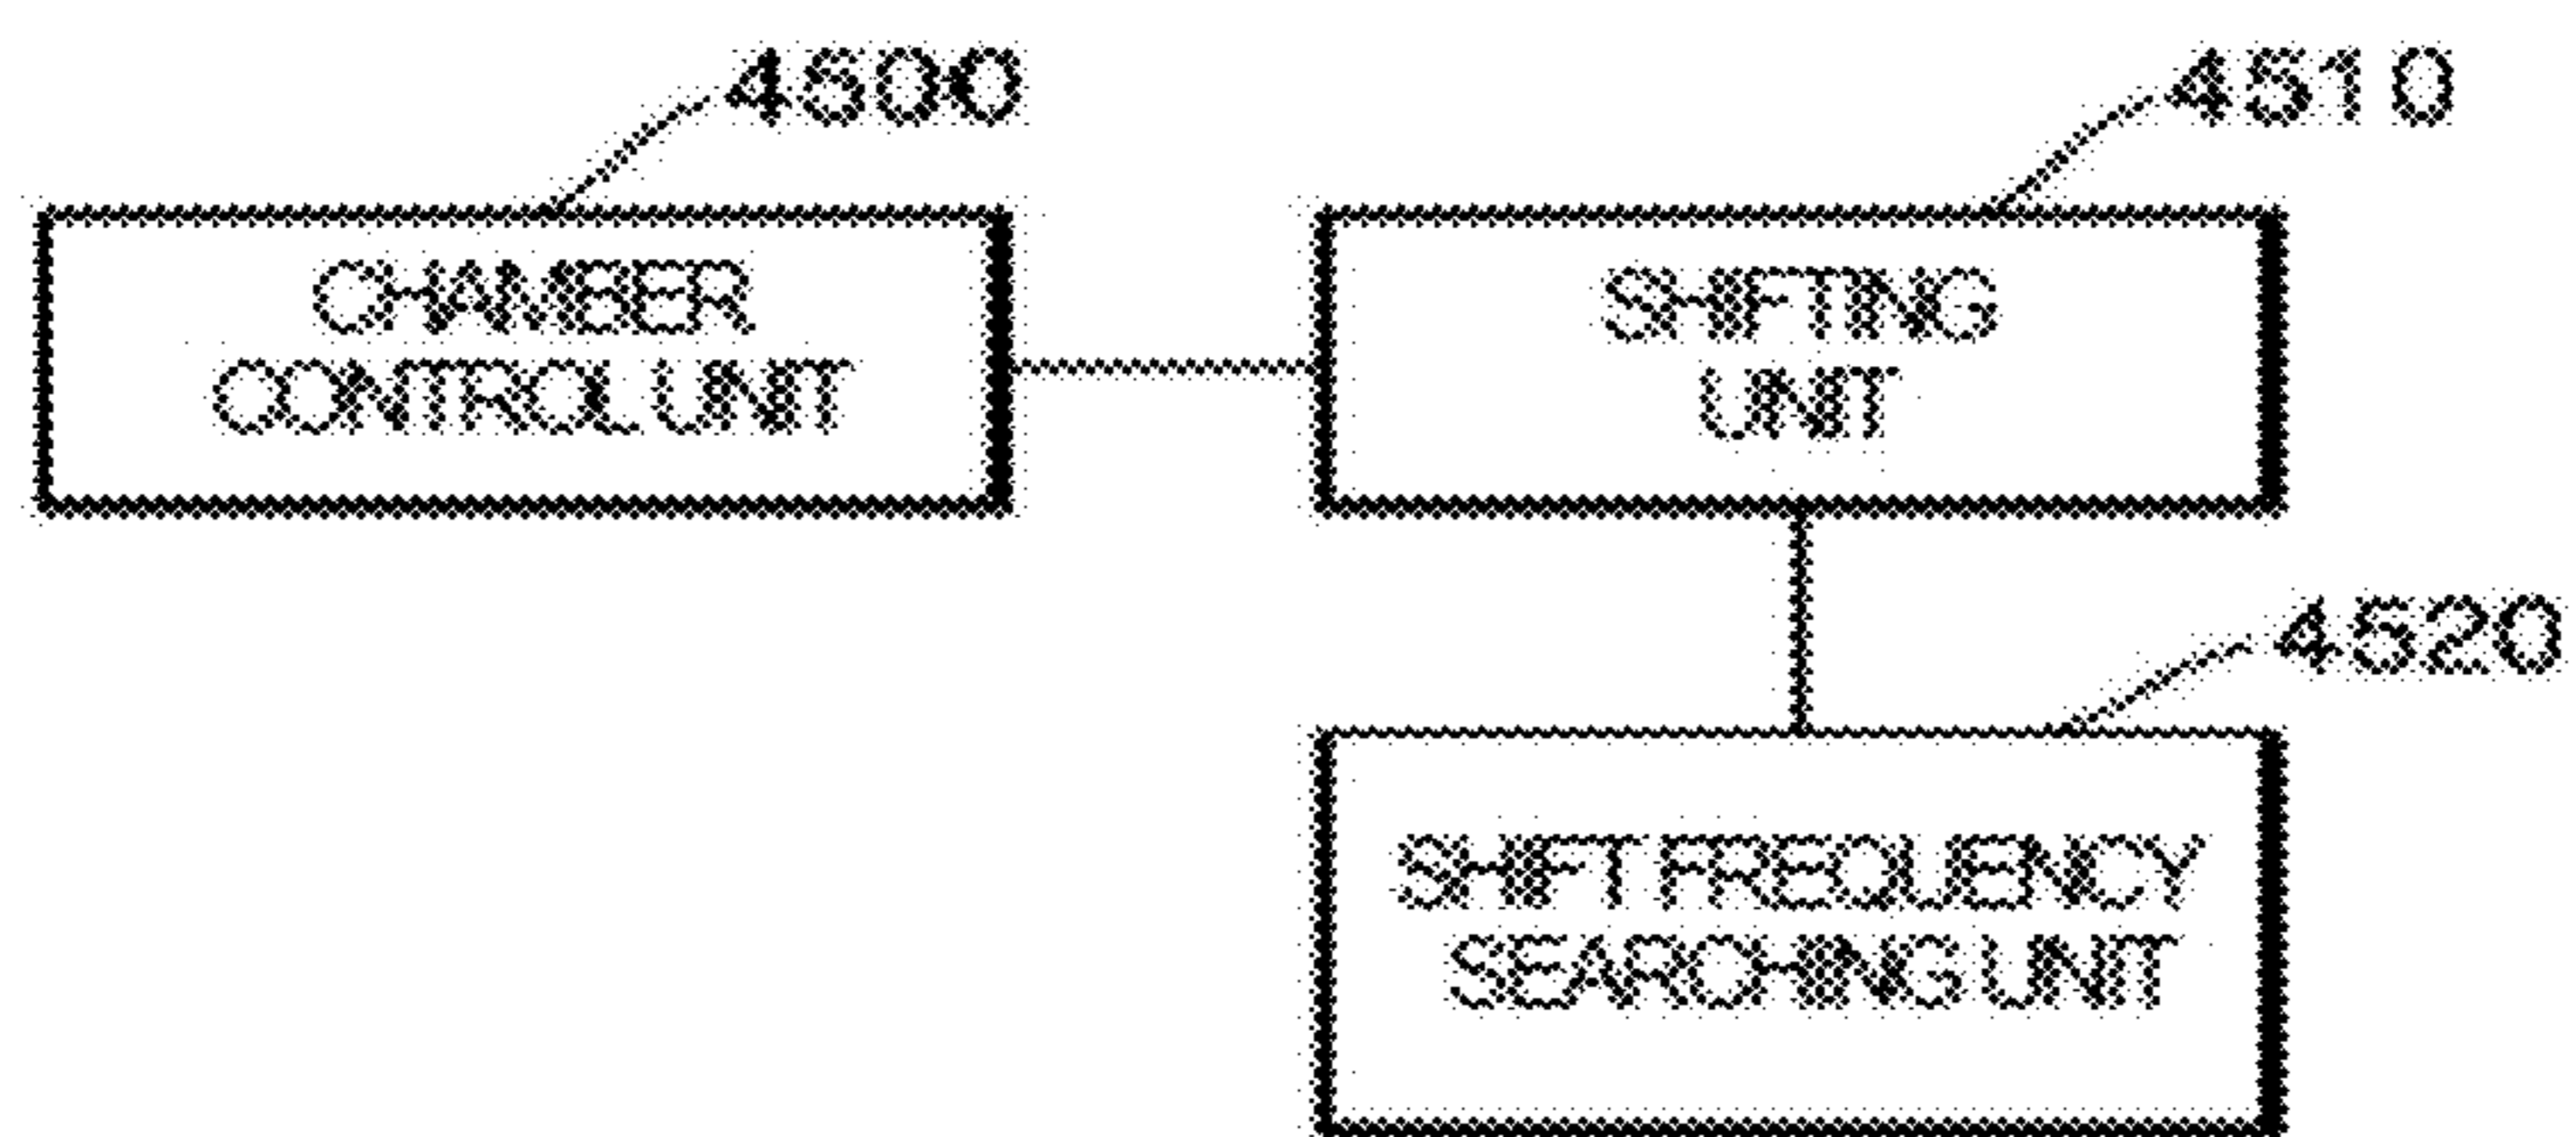 4500
4510
CHAMBER
CONTROL UNIT
SHIFTING
UNIT
4520
SHIFT FREQUENCY
SEARCHING UNIT